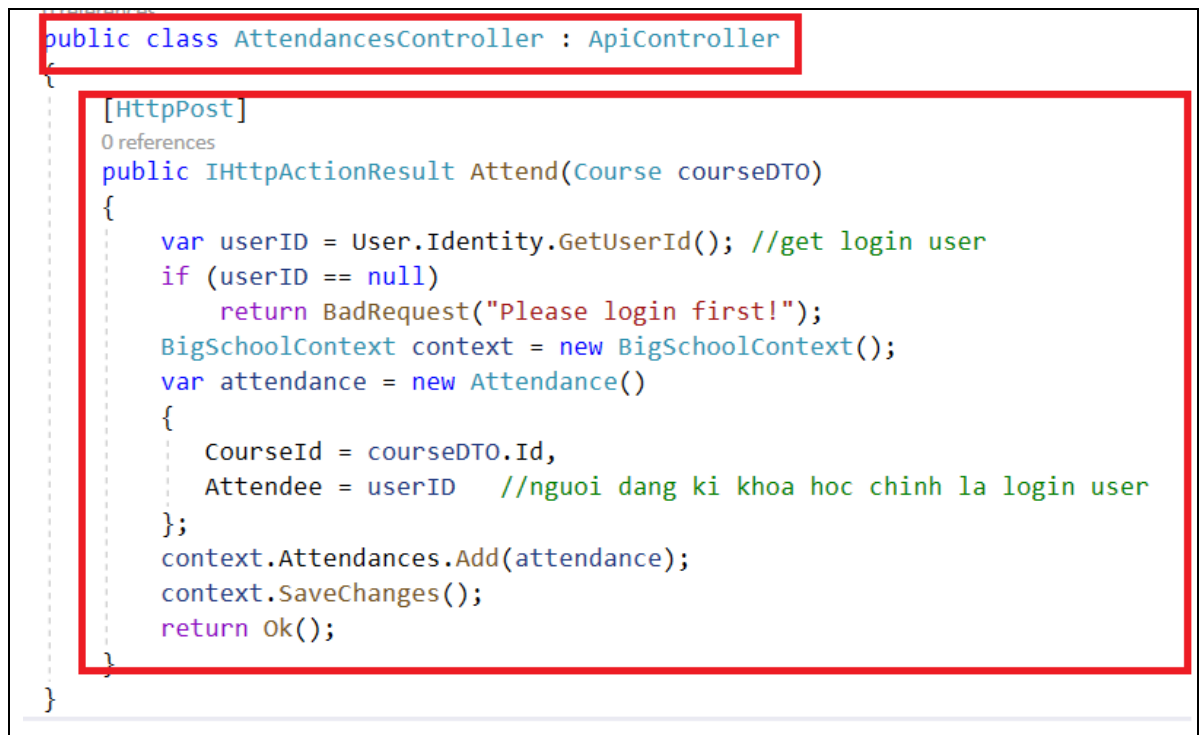 public class AttendancesController : ApiController
{
[HttpPost]
0 references
public IHttpActionResult Attend(Course courseDTO)
{
var userID = User.Identity.GetUserId(); //get login user
if (userID == null)
return BadRequest("Please login first!");
BigSchoolContext context = new BigSchoolContext();
var attendance = new Attendance()
{
CourseId = courseDTO.Id,
Attendee = userID //nguoi dang ki khoa hoc chinh la login user
};
context.Attendances.Add(attendance);
context.SaveChanges();
return Ok();
}
}